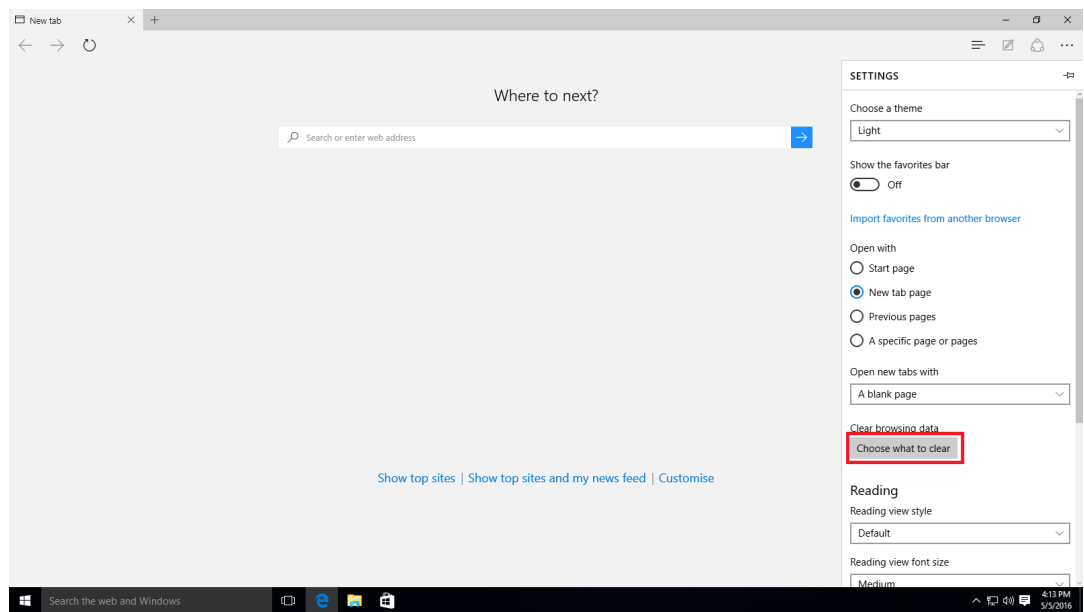 New tab
SETTINGS
Where to next?
Search or enter web address
Choose a theme
Light
Show the favorites bar
Off
Import favorites from another browser
Open with
Start page
New tab page
Previous pages
A specific page or pages
Open new tabs with
A blank page
Clear browsing data
Choose what to clear
Show top sites | Show top sites and my news feed | Customise
Reading
Reading view style
Default
Reading view font size
Medium
Search the web and Windows
4:13 PM
5/5/2016